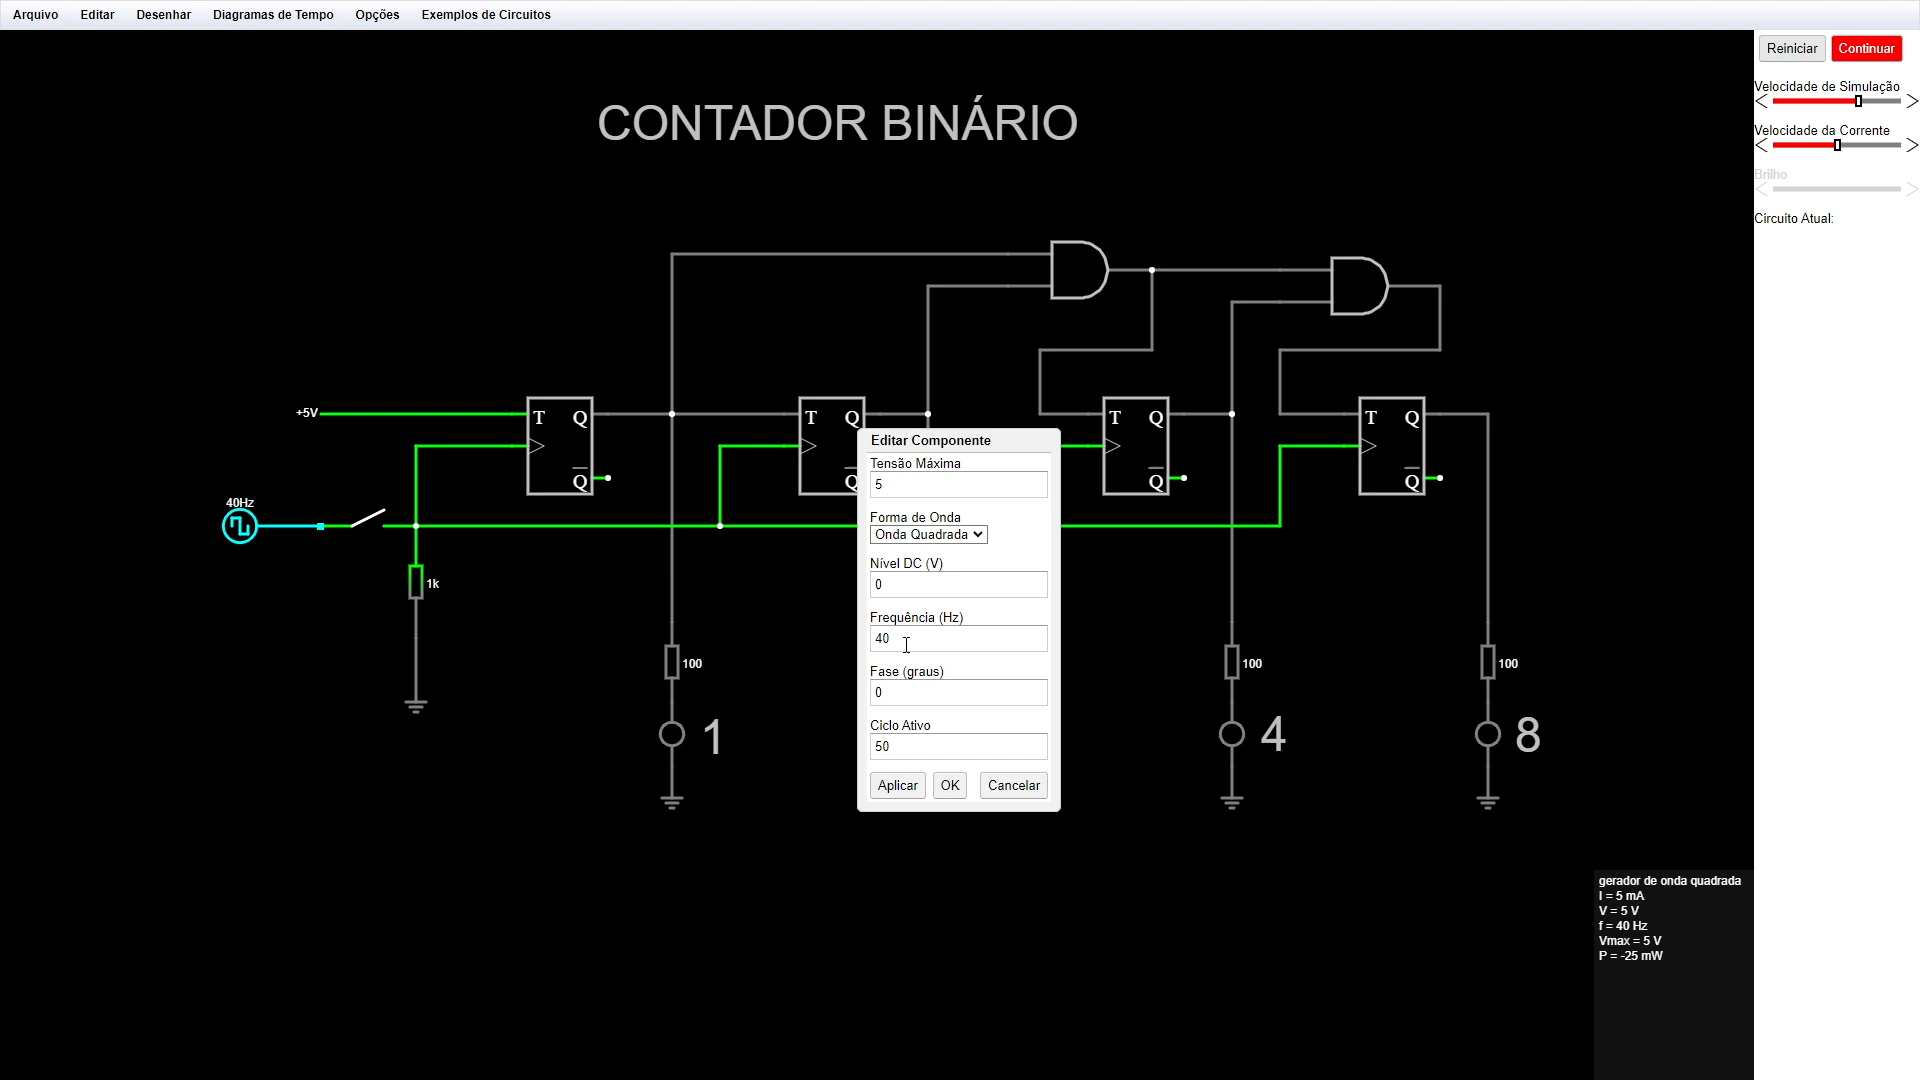 Arquivo Editar Desenhar Diagramas de Tempo Opções Exemplos de Circuitos
Reiniciar Continuar
Velocidade de Simulação
Velocidade da Corrente
Brilho
Circuito Atual:
CONTADOR BINÁRIO
+5V
T Q
Q
T Q
Q
T Q
Q
T Q
Q
40Hz
1k
100
100
100
1
4
8
Editar Componente
Tensão Máxima
5
Forma de Onda
Onda Quadrada
Nível DC (V)
0
Frequência (Hz)
40
Fase (graus)
0
Ciclo Ativo
50
Aplicar OK Cancelar
gerador de onda quadrada
I = 5 mA
V = 5 V
f = 40 Hz
Vmax = 5 V
P = -25 mW